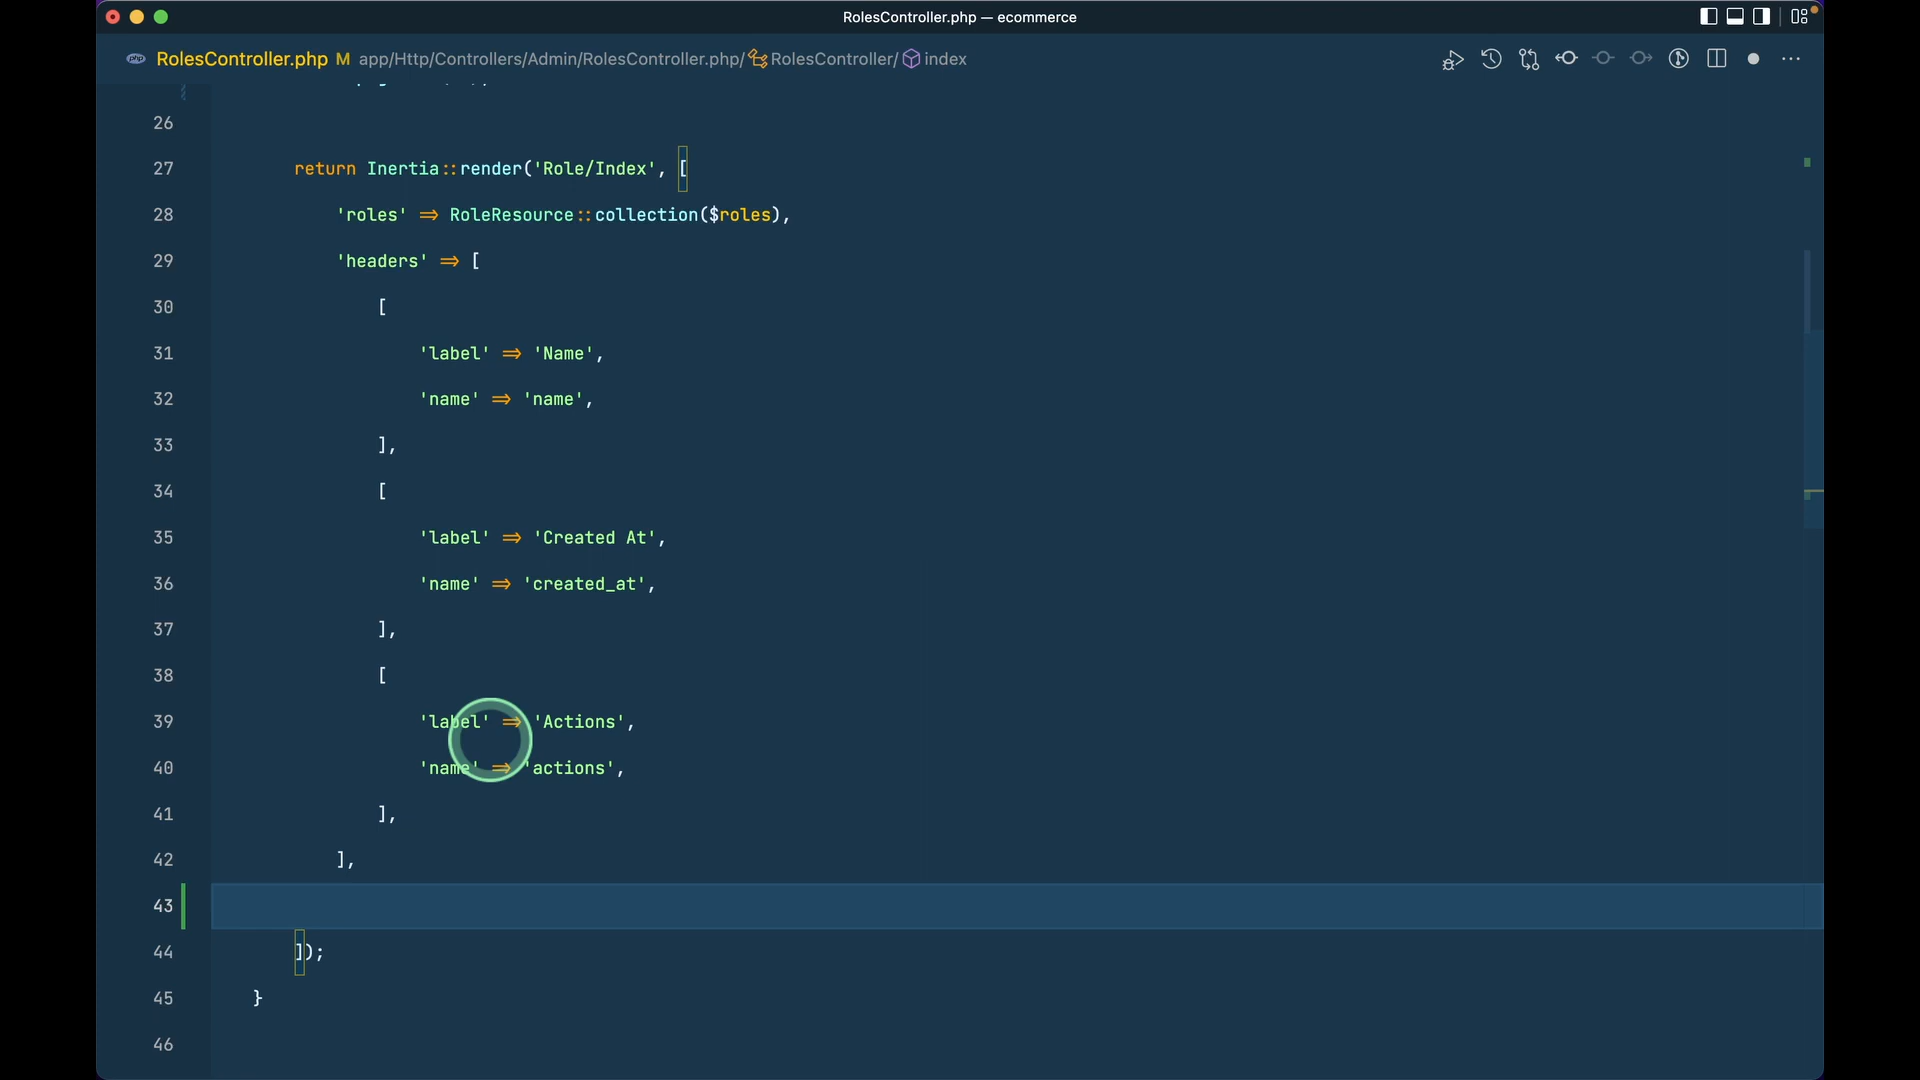 RolesController.php — ecommerce
php RolesController.php M app/Http/Controllers/Admin/RolesController.php/ RolesController/ index
26
27 return Inertia::render('Role/Index', [
28 'roles' => RoleResource::collection($roles),
29 'headers' => [
30 [
31 'label' => 'Name',
32 'name' => 'name',
33 ],
34 [
35 'label' => 'Created At',
36 'name' => 'created_at',
37 ],
38 [
39 'label' => 'Actions',
40 'name' => 'actions',
41 ],
42 ],
43
44 ]);
45 }
46